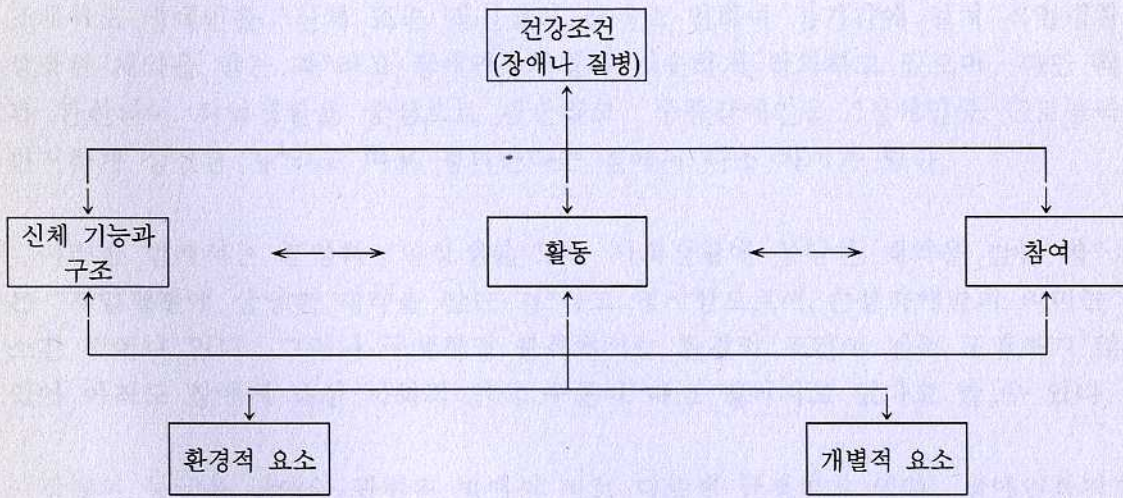 건강조건
(장애나 질병)
신체 기능과
구조
활동
참여
환경적 요소
개별적 요소